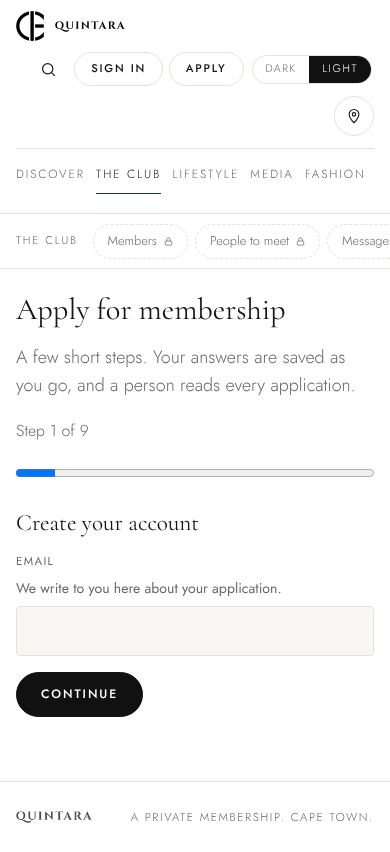 QUINTARA
SIGN IN APPLY DARK LIGHT
DISCOVER THE CLUB LIFESTYLE MEDIA FASHION
THE CLUB Members People to meet Message
Apply for membership
A few short steps. Your answers are saved as
you go, and a person reads every application.
Step 1 of 9
Create your account
EMAIL
We write to you here about your application.
CONTINUE
QUINTARA A PRIVATE MEMBERSHIP. CAPE TOWN.